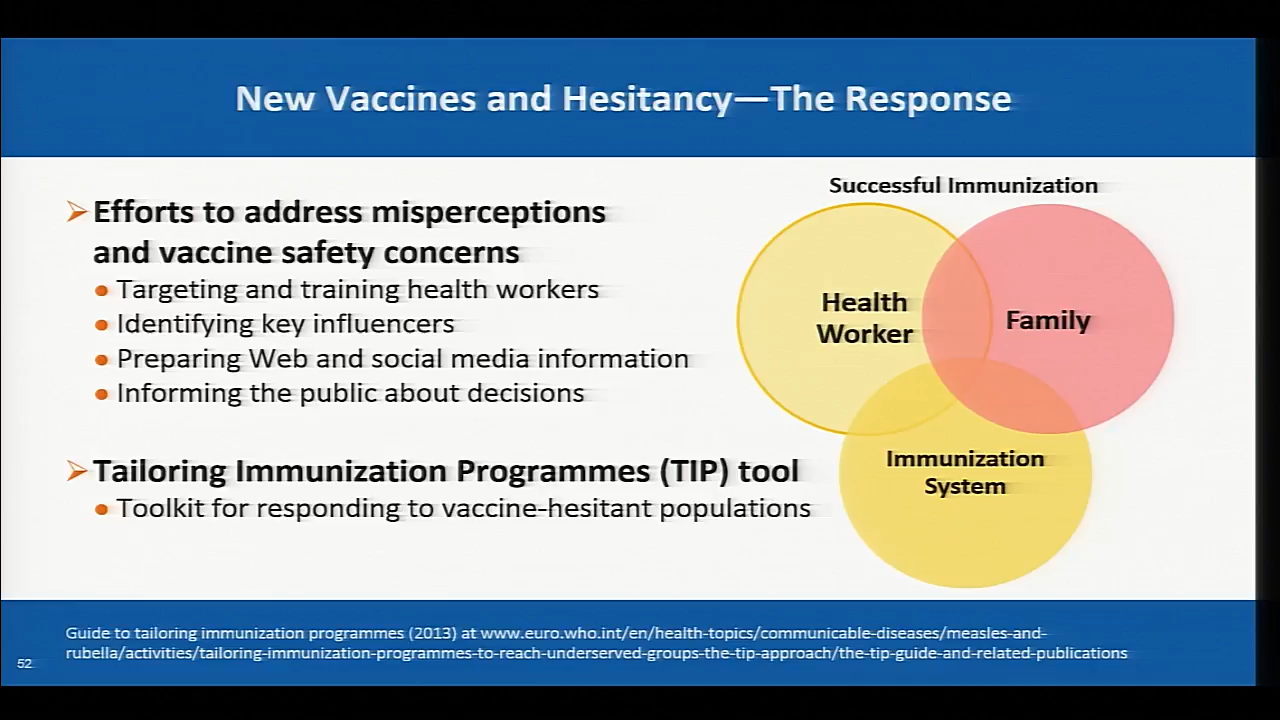 New Vaccines and Hesitancy—The Response
Efforts to address misperceptions
and vaccine safety concerns
Targeting and training health workers
Identifying key influencers
Preparing Web and social media information
Informing the public about decisions
Tailoring Immunization Programmes (TIP) tool
Toolkit for responding to vaccine-hesitant populations
Successful Immunization
Health
Worker
Family
Immunization
System
Guide to tailoring immunization programmes (2013) at www.euro.who.int/en/health-topics/communicable-diseases/measles-and-
rubella/activities/tailoring-immunization-programmes-to-reach-underserved-groups-the-tip-approach/the-tip-guide-and-related-publications
52